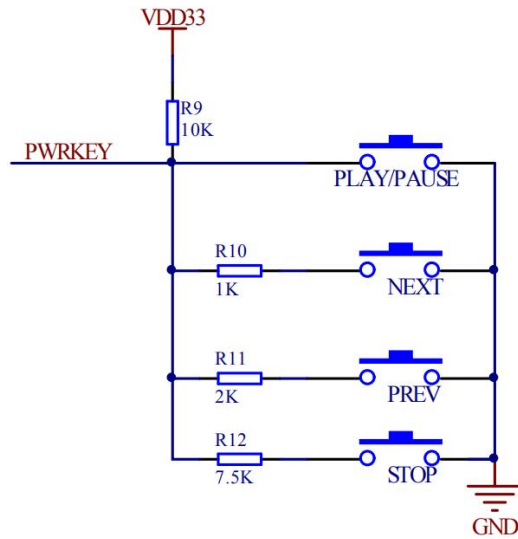 VDD33
R9
10K
PWRKEY
PLAY/PAUSE
R10
1K
NEXT
R11
2K
PREV
R12
7.5K
STOP
GND